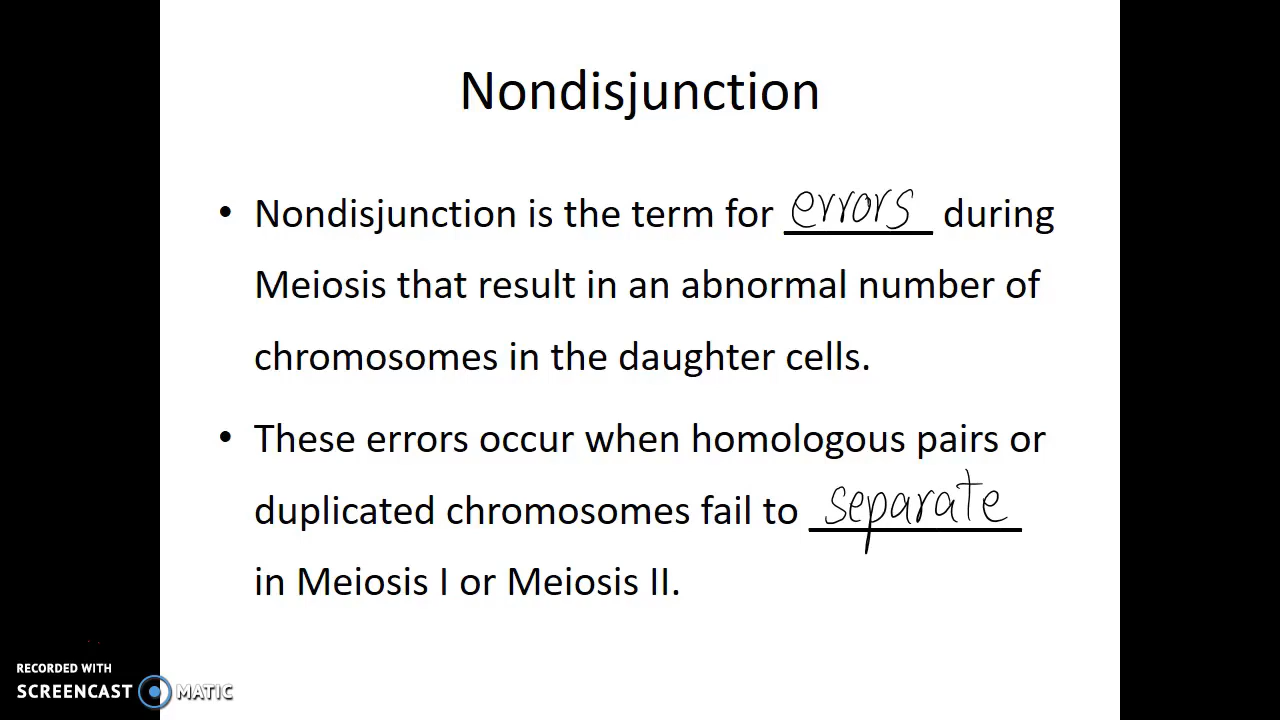 Nondisjunction
• Nondisjunction is the term for errors during
Meiosis that result in an abnormal number of
chromosomes in the daughter cells.
• These errors occur when homologous pairs or
duplicated chromosomes fail to separate
in Meiosis I or Meiosis II.
RECORDED WITH
SCREENCAST MATIC